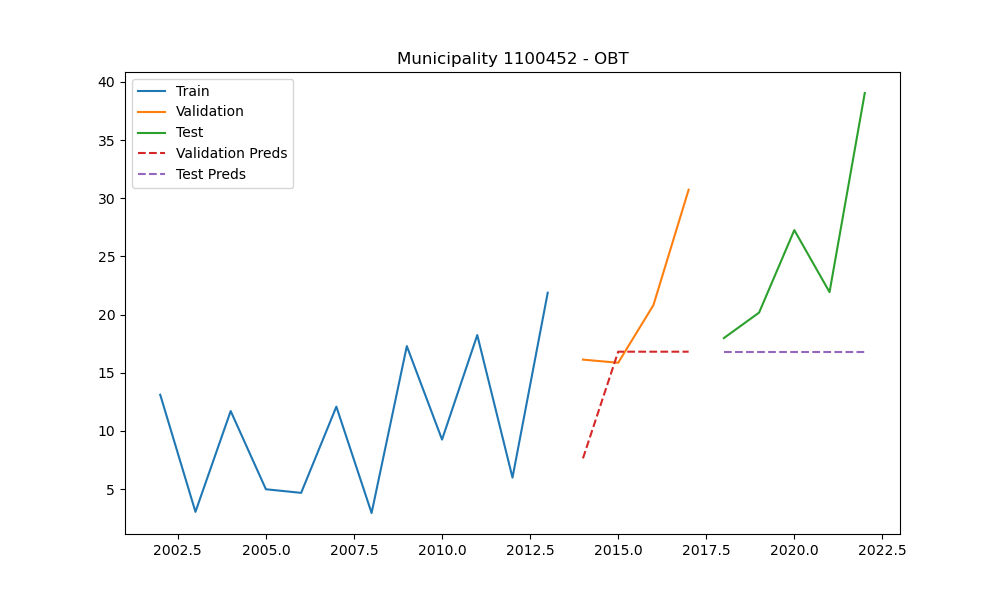 Municipality 1100452 - OBT
40
35
30
25
20
15
10
5
Train
Validation
Test
Validation Preds
Test Preds
2002.5 2005.0 2007.5 2010.0 2012.5 2015.0 2017.5 2020.0 2022.5